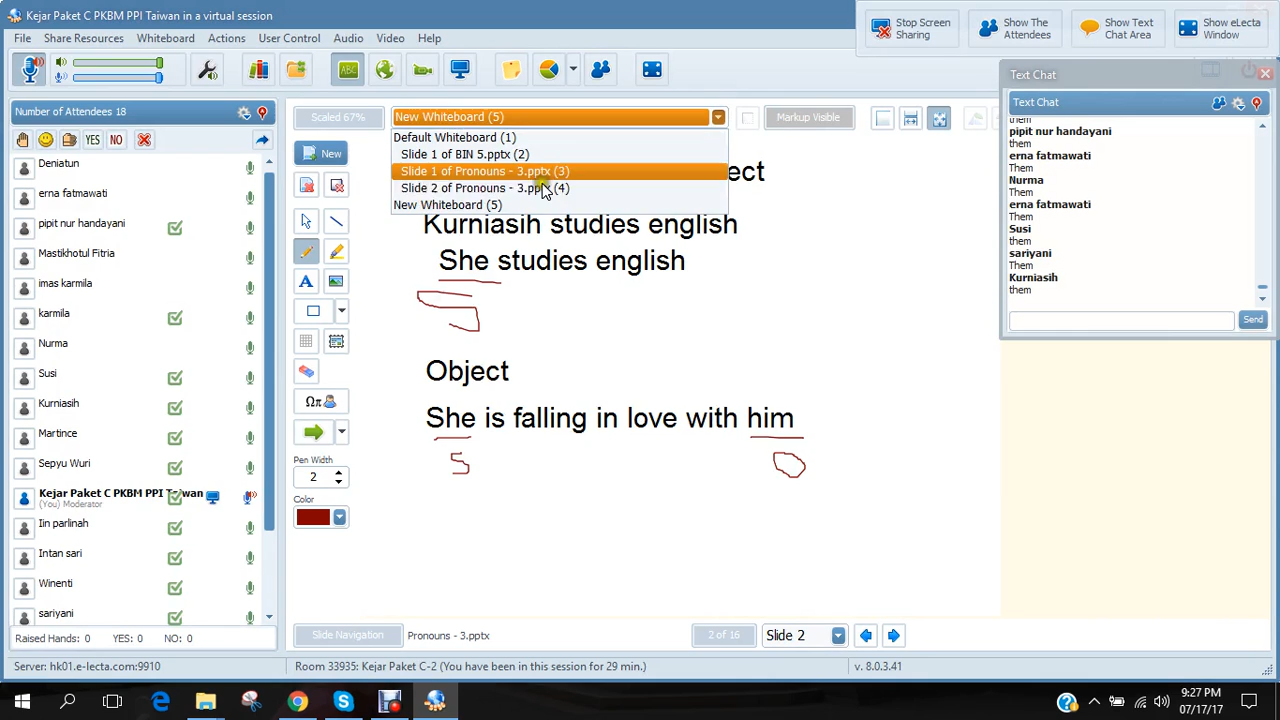 Kejar Paket C PKBM PPI Taiwan in a virtual session
File Share Resources Whiteboard Actions User Control Audio Video Help
Stop Screen Sharing
Show The Attendees
Show Text Chat Area
Show eLecta Window
ABC
Number of Attendees 18
YES NO
Deniatun
erna fatmawati
pipit nur handayani
Mastikhotul Fitria
imas karmila
karmila
Nurma
Susi
Kurniasih
Martince
Sepyu Wuri
Kejar Paket C PKBM PPI Taiwan
(You) Moderator
Iin parlinah
Intan sari
Winenti
sariyani
Raised Hands: 0 YES: 0 NO: 0
Scaled 67%
New Whiteboard (5)
Markup Visible
Default Whiteboard (1)
Slide 1 of BIN 5.pptx (2)
Slide 1 of Pronouns - 3.pptx (3)
Slide 2 of Pronouns - 3.pptx (4)
New Whiteboard (5)
New
A
Ωπ
Pen Width
2
Color
Kurniasih studies english
She studies english
S
Object
She is falling in love with him
S O
Slide Navigation
Pronouns - 3.pptx
2 of 16
Slide 2
Text Chat
Text Chat
them
pipit nur handayani
them
erna fatmawati
them
Nurma
Them
erna fatmawati
Them
Susi
them
sariyani
Them
Kurniasih
them
Send
Server: hk01.e-lecta.com:9910
Room 33935: Kejar Paket C-2 (You have been in this session for 29 min.)
v. 8.0.3.41
9:27 PM
07/17/17